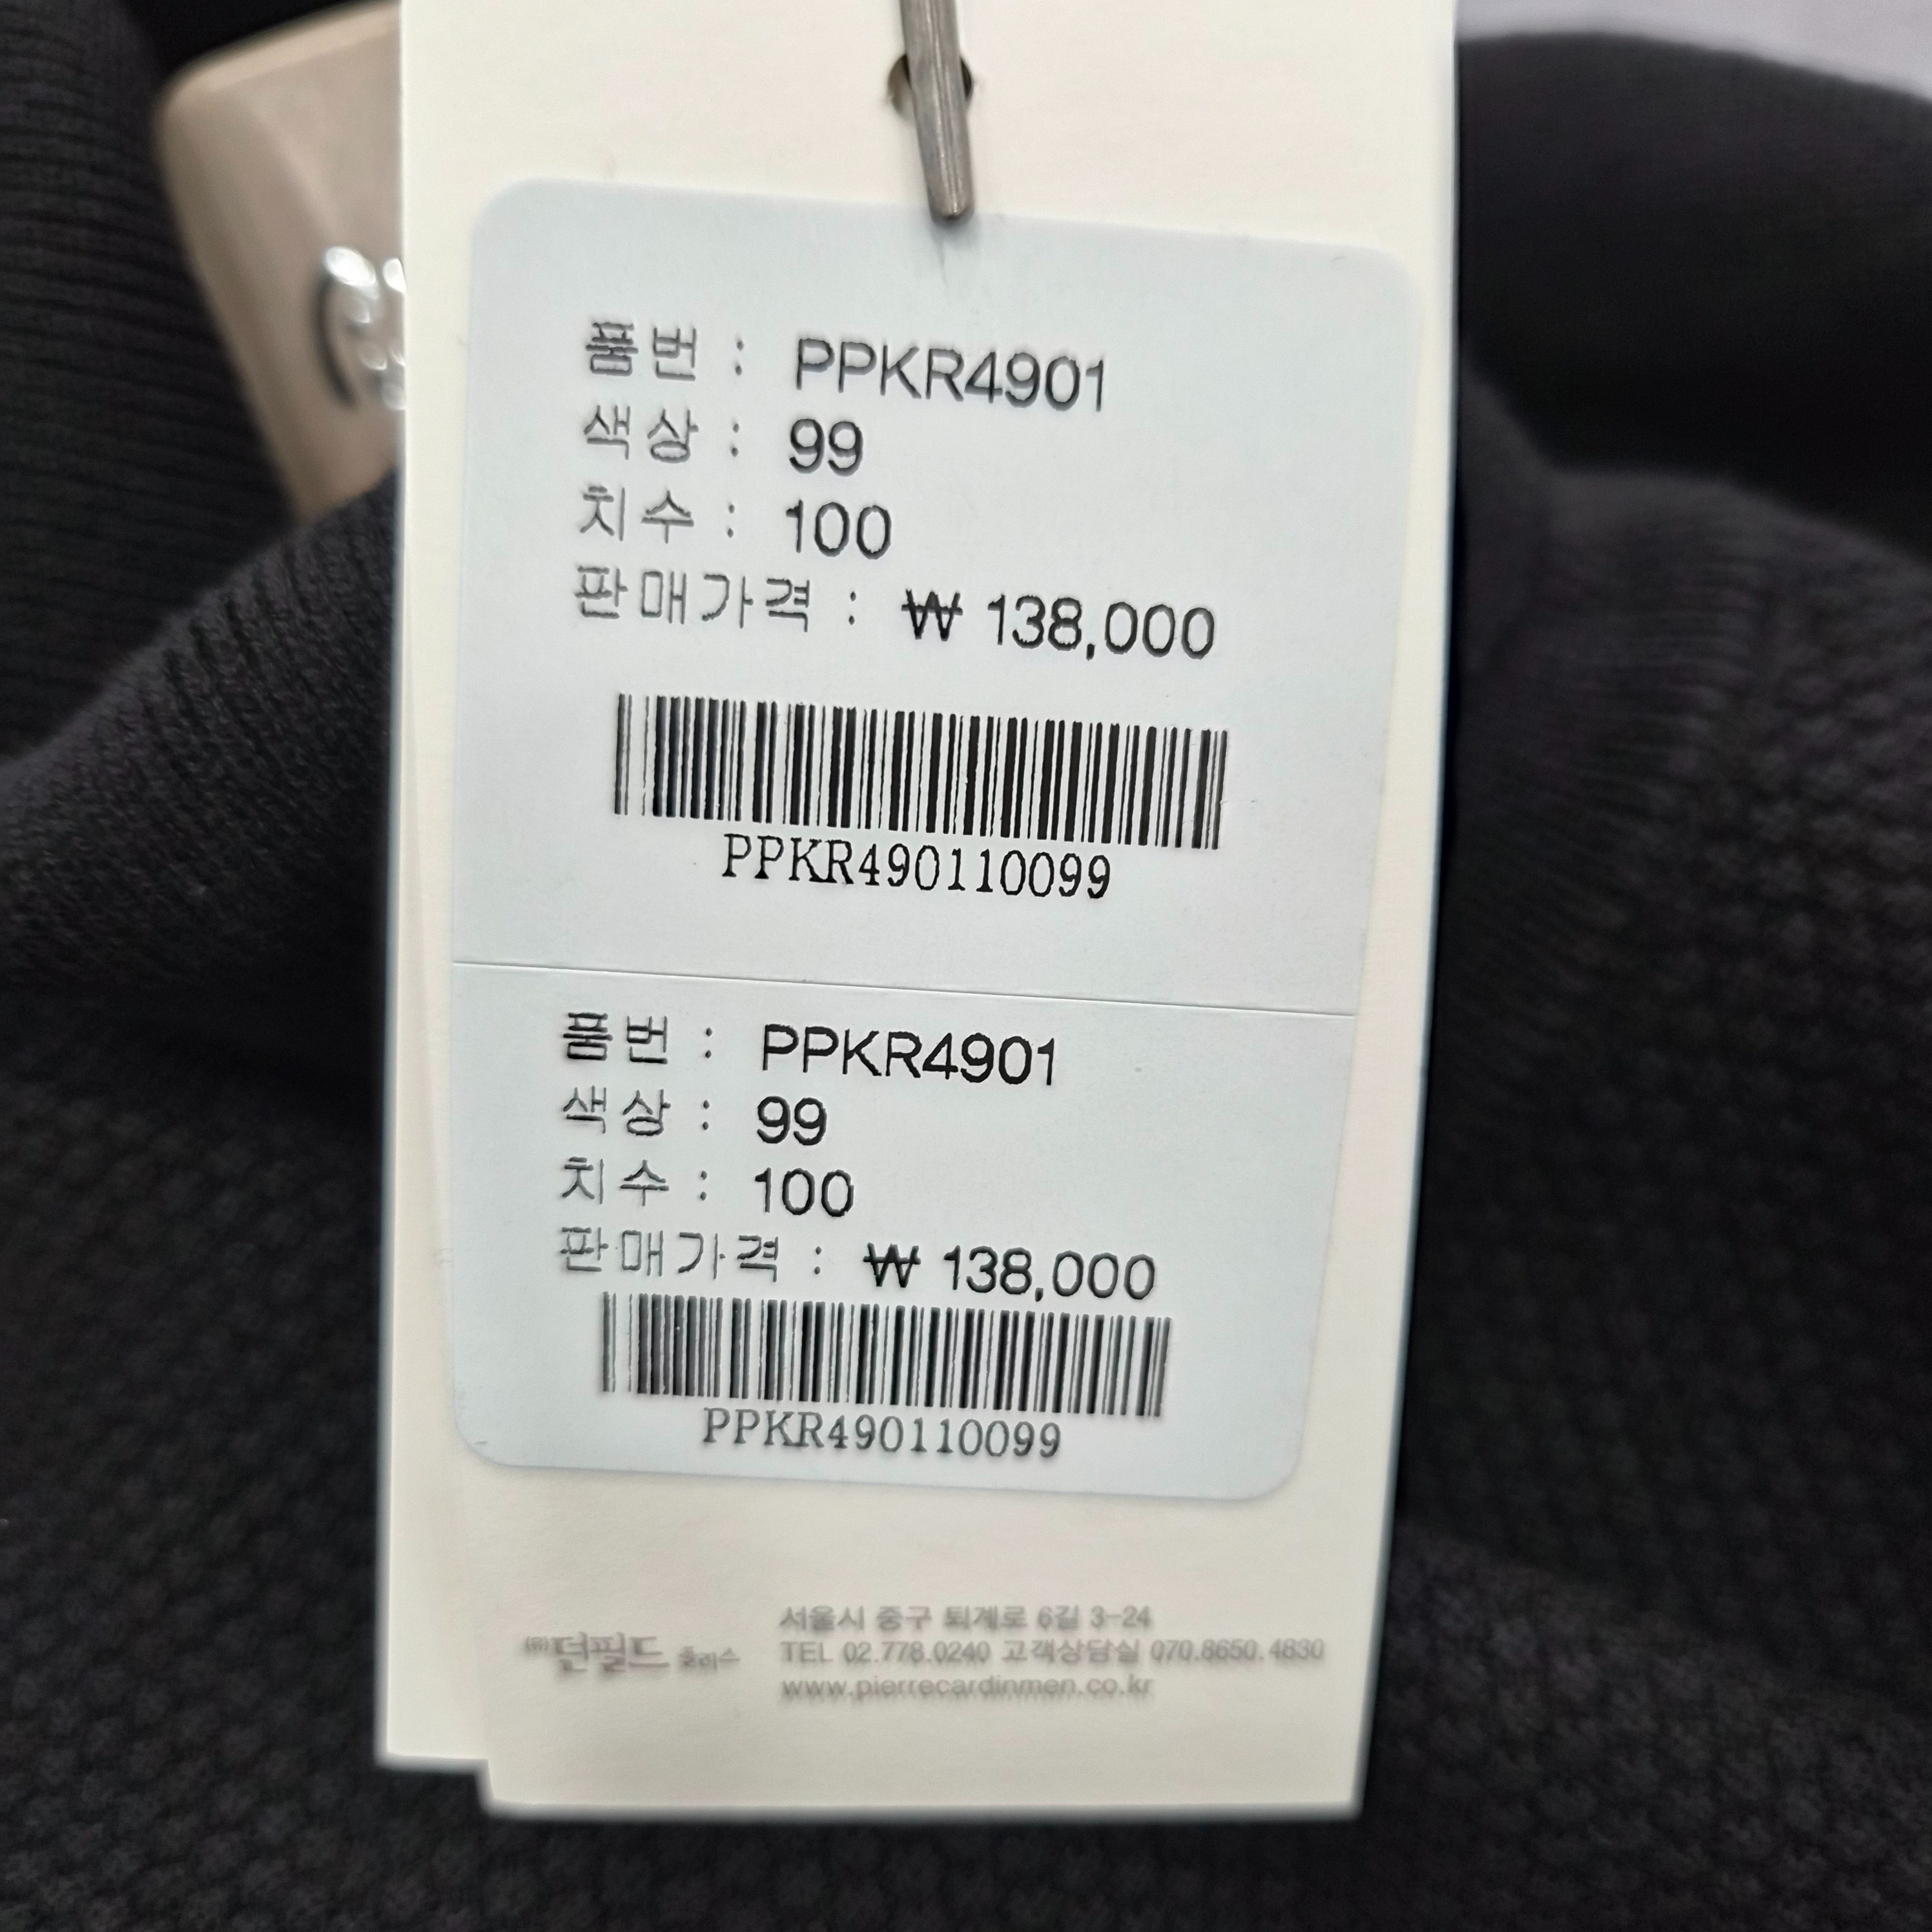 품번 : PPKR4901
색상 : 99
치수 : 100
판매가격 : ₩ 138,000
PPKR490110099
품번 : PPKR4901
색상 : 99
치수 : 100
판매가격 : ₩ 138,000
PPKR490110099
서울시 중구 퇴계로 6길 3-24
㈜던필드 플러스 TEL 02.778.0240 고객상담실 070.8650.4830
www.pierrecardinmen.co.kr